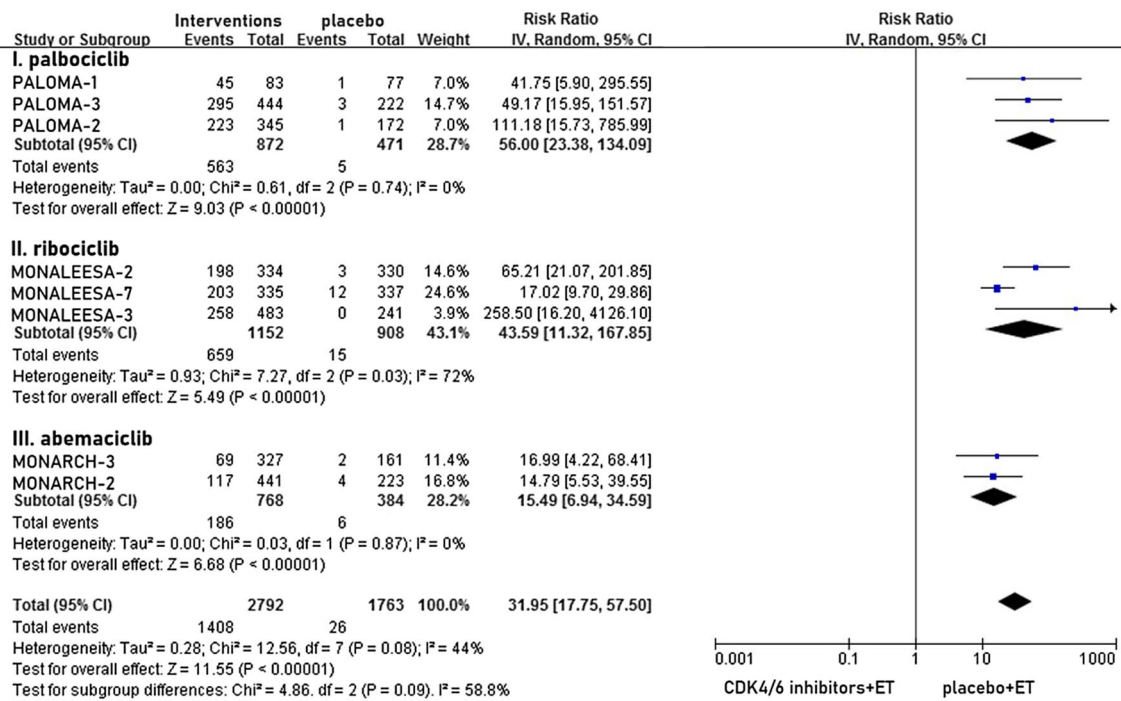 Interventions placebo Risk Ratio Risk Ratio
Study or Subgroup Events Total Events Total Weight IV, Random, 95% CI IV, Random, 95% CI
I. palbociclib
PALOMA-1 45 83 1 77 7.0% 41.75 [5.90, 295.55]
PALOMA-3 295 444 3 222 14.7% 49.17 [15.95, 151.57]
PALOMA-2 223 345 1 172 7.0% 111.18 [15.73, 785.99]
Subtotal (95% CI) 872 471 28.7% 56.00 [23.38, 134.09]
Total events 563 5
Heterogeneity: Tau² = 0.00; Chi² = 0.61, df = 2 (P = 0.74); I² = 0%
Test for overall effect: Z = 9.03 (P < 0.00001)
II. ribociclib
MONALEESA-2 198 334 3 330 14.6% 65.21 [21.07, 201.85]
MONALEESA-7 203 335 12 337 24.6% 17.02 [9.70, 29.86]
MONALEESA-3 258 483 0 241 3.9% 258.50 [16.20, 4126.10]
Subtotal (95% CI) 1152 908 43.1% 43.59 [11.32, 167.85]
Total events 659 15
Heterogeneity: Tau² = 0.93; Chi² = 7.27, df = 2 (P = 0.03); I² = 72%
Test for overall effect: Z = 5.49 (P < 0.00001)
III. abemaciclib
MONARCH-3 69 327 2 161 11.4% 16.99 [4.22, 68.41]
MONARCH-2 117 441 4 223 16.8% 14.79 [5.53, 39.55]
Subtotal (95% CI) 768 384 28.2% 15.49 [6.94, 34.59]
Total events 186 6
Heterogeneity: Tau² = 0.00; Chi² = 0.03, df = 1 (P = 0.87); I² = 0%
Test for overall effect: Z = 6.68 (P < 0.00001)
Total (95% CI) 2792 1763 100.0% 31.95 [17.75, 57.50]
Total events 1408 26
Heterogeneity: Tau² = 0.28; Chi² = 12.56, df = 7 (P = 0.08); I² = 44%
Test for overall effect: Z = 11.55 (P < 0.00001)
Test for subgroup differences: Chi² = 4.86. df = 2 (P = 0.09). I² = 58.8%
0.001 0.1 1 10 1000
CDK4/6 inhibitors+ET placebo+ET